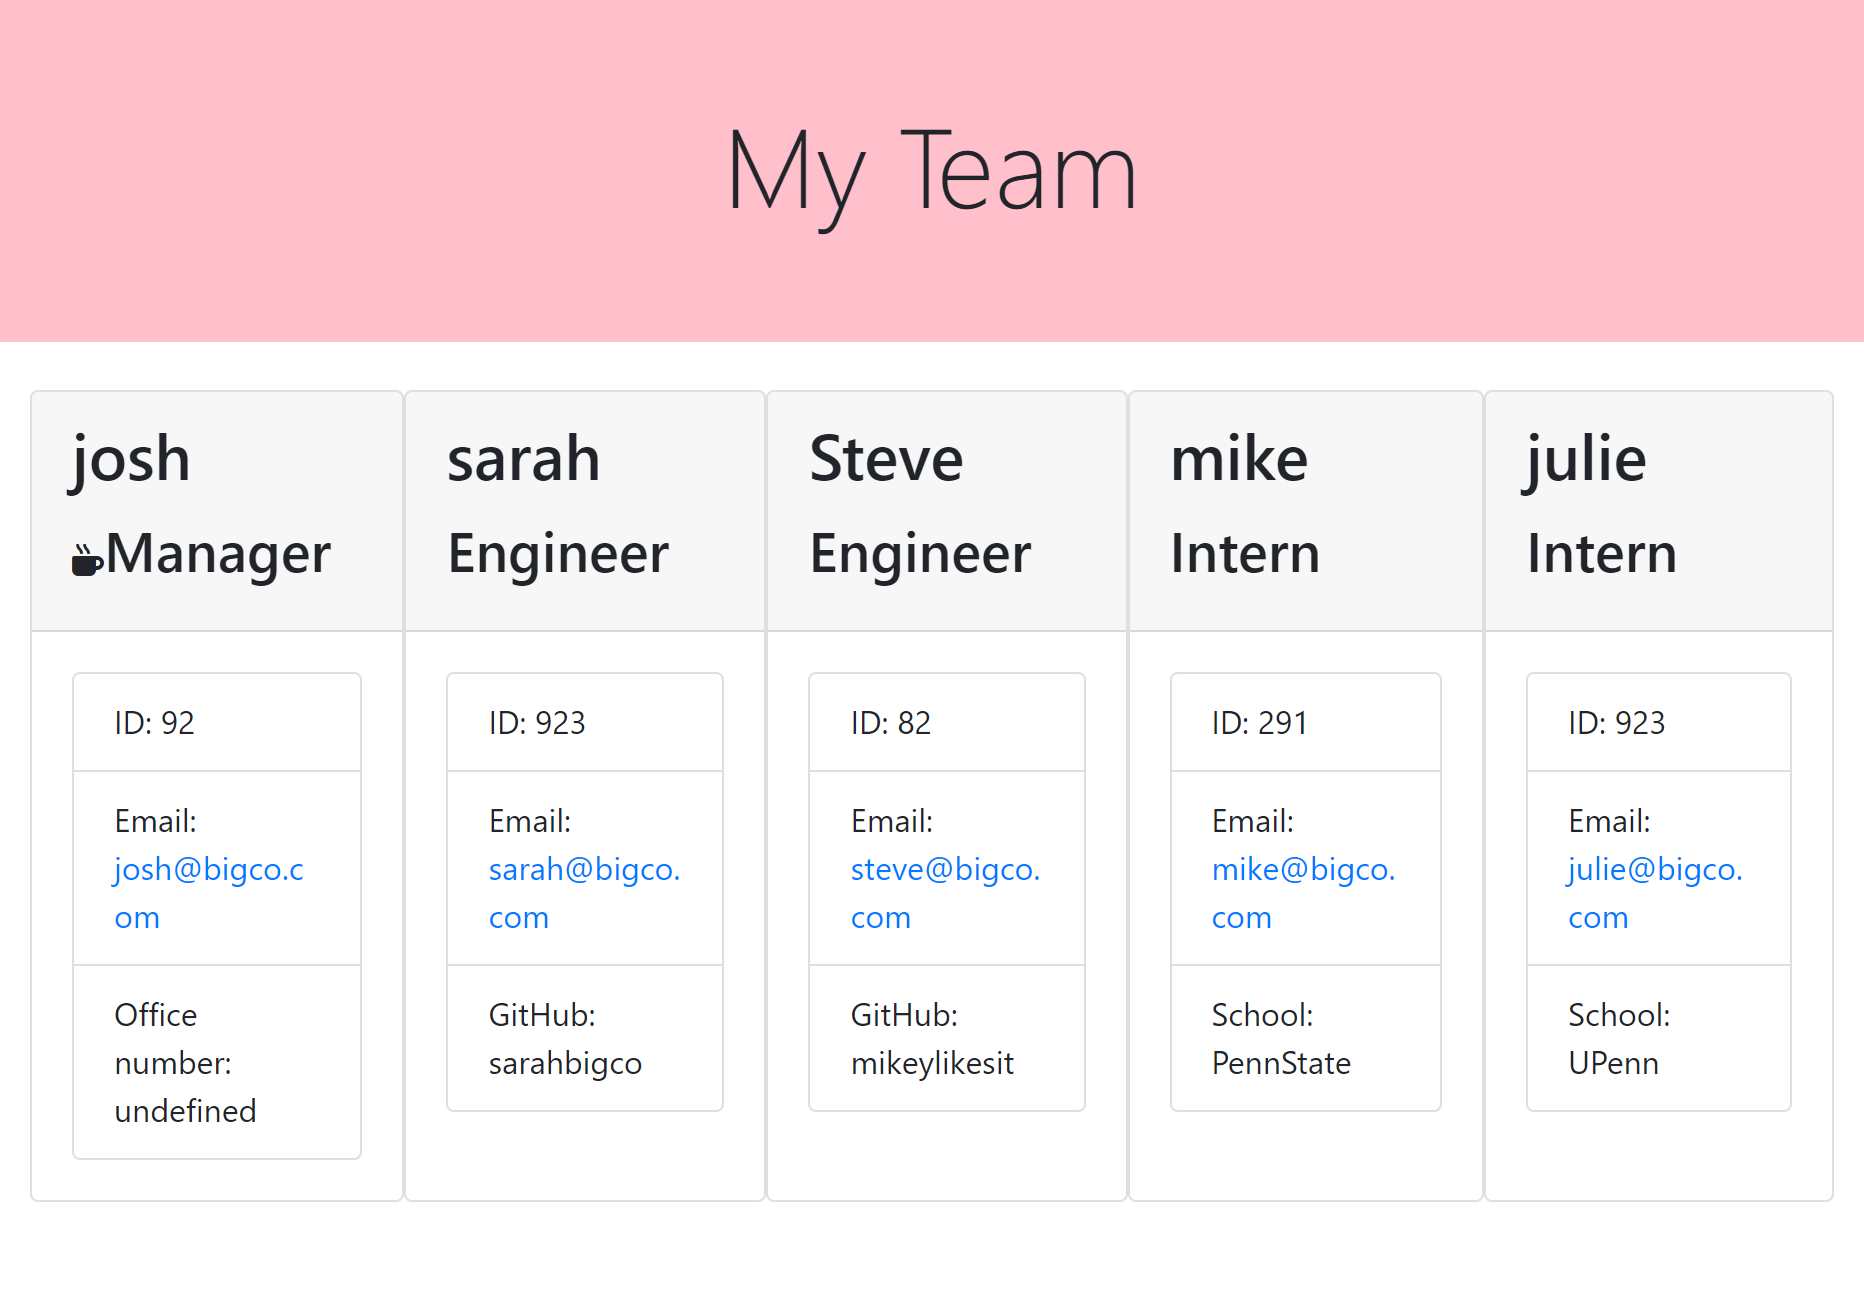 My Team
josh
Manager
ID: 92
Email:
josh@bigco.c
om
Office
number:
undefined
sarah
Engineer
ID: 923
Email:
sarah@bigco.
com
GitHub:
sarahbigco
Steve
Engineer
ID: 82
Email:
steve@bigco.
com
GitHub:
mikeylikesit
mike
Intern
ID: 291
Email:
mike@bigco.
com
School:
PennState
julie
Intern
ID: 923
Email:
julie@bigco.
com
School:
UPenn